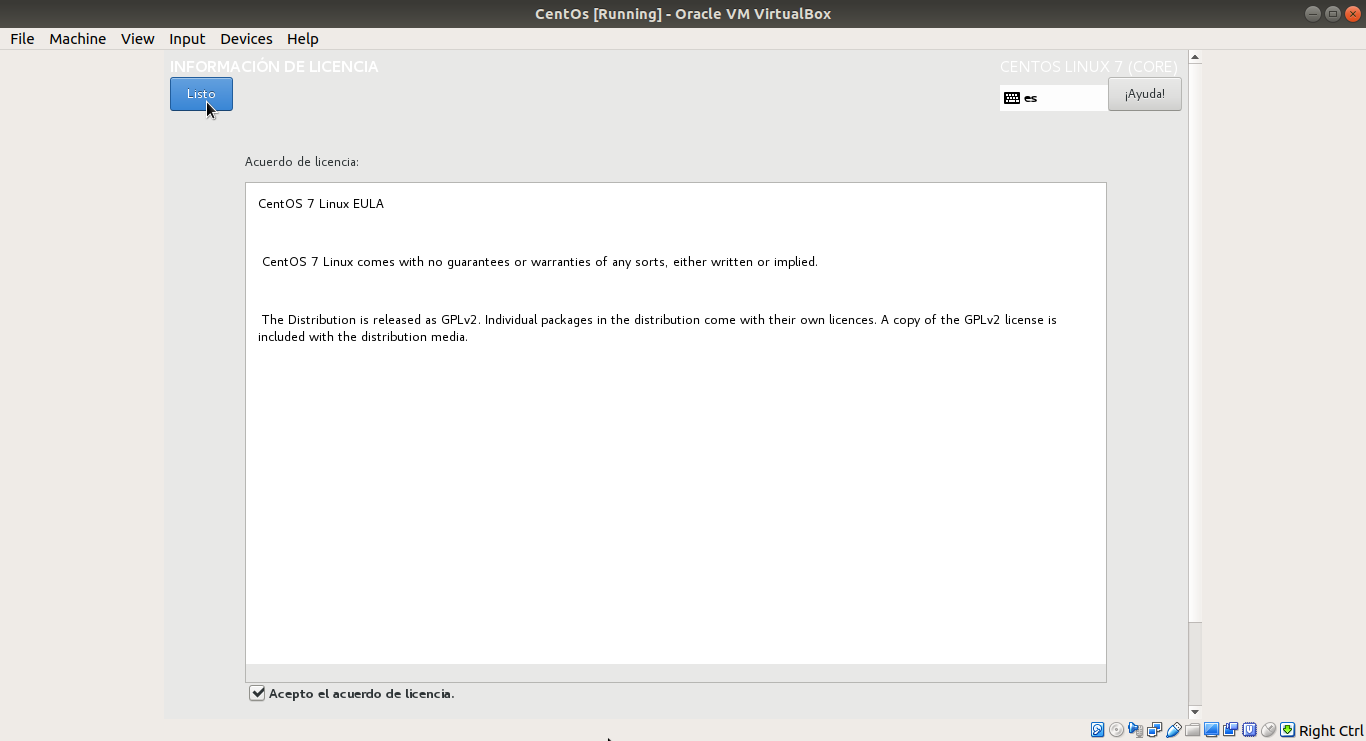 CentOs [Running] - Oracle VM VirtualBox
File Machine View Input Devices Help
INFORMACIÓN DE LICENCIA
CENTOS LINUX 7 (CORE)
Listo
es
¡Ayuda!
Acuerdo de licencia:
CentOS 7 Linux EULA
CentOS 7 Linux comes with no guarantees or warranties of any sorts, either written or implied.
The Distribution is released as GPLv2. Individual packages in the distribution come with their own licences. A copy of the GPLv2 license is
included with the distribution media.
Acepto el acuerdo de licencia.
Right Ctrl